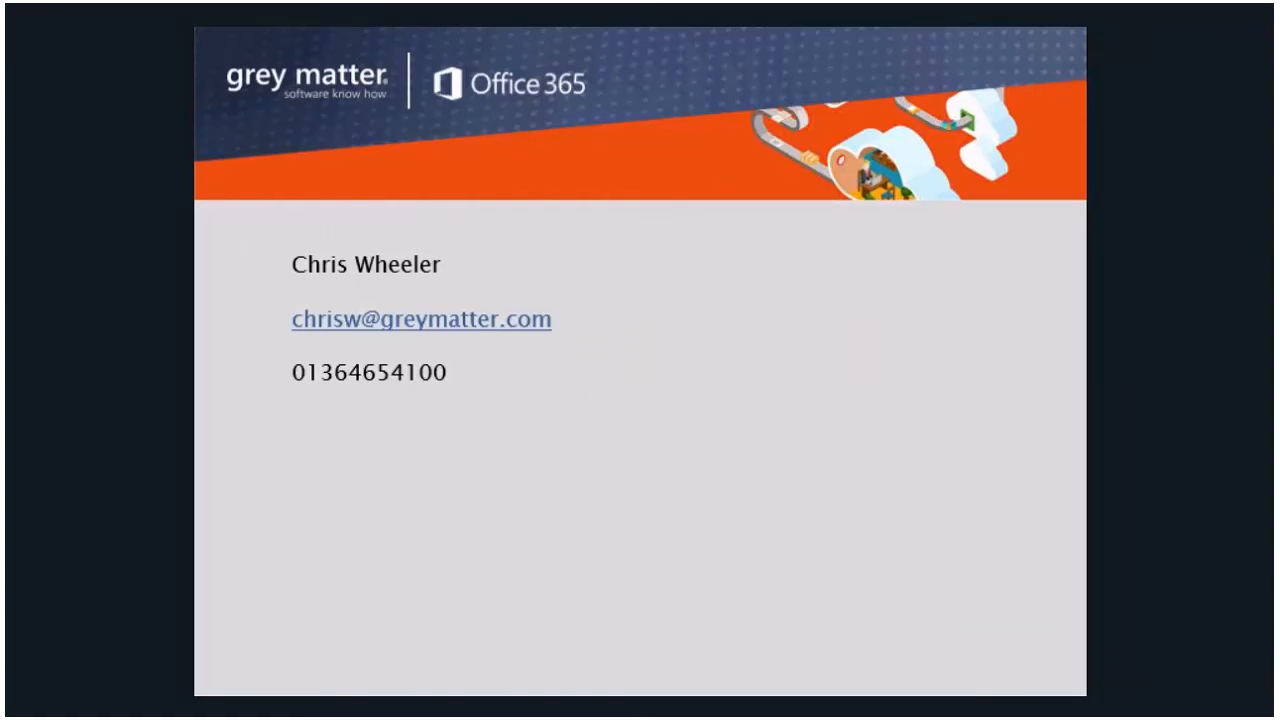 grey matter® | Office 365
software know how
Chris Wheeler
chrisw@greymatter.com
01364654100